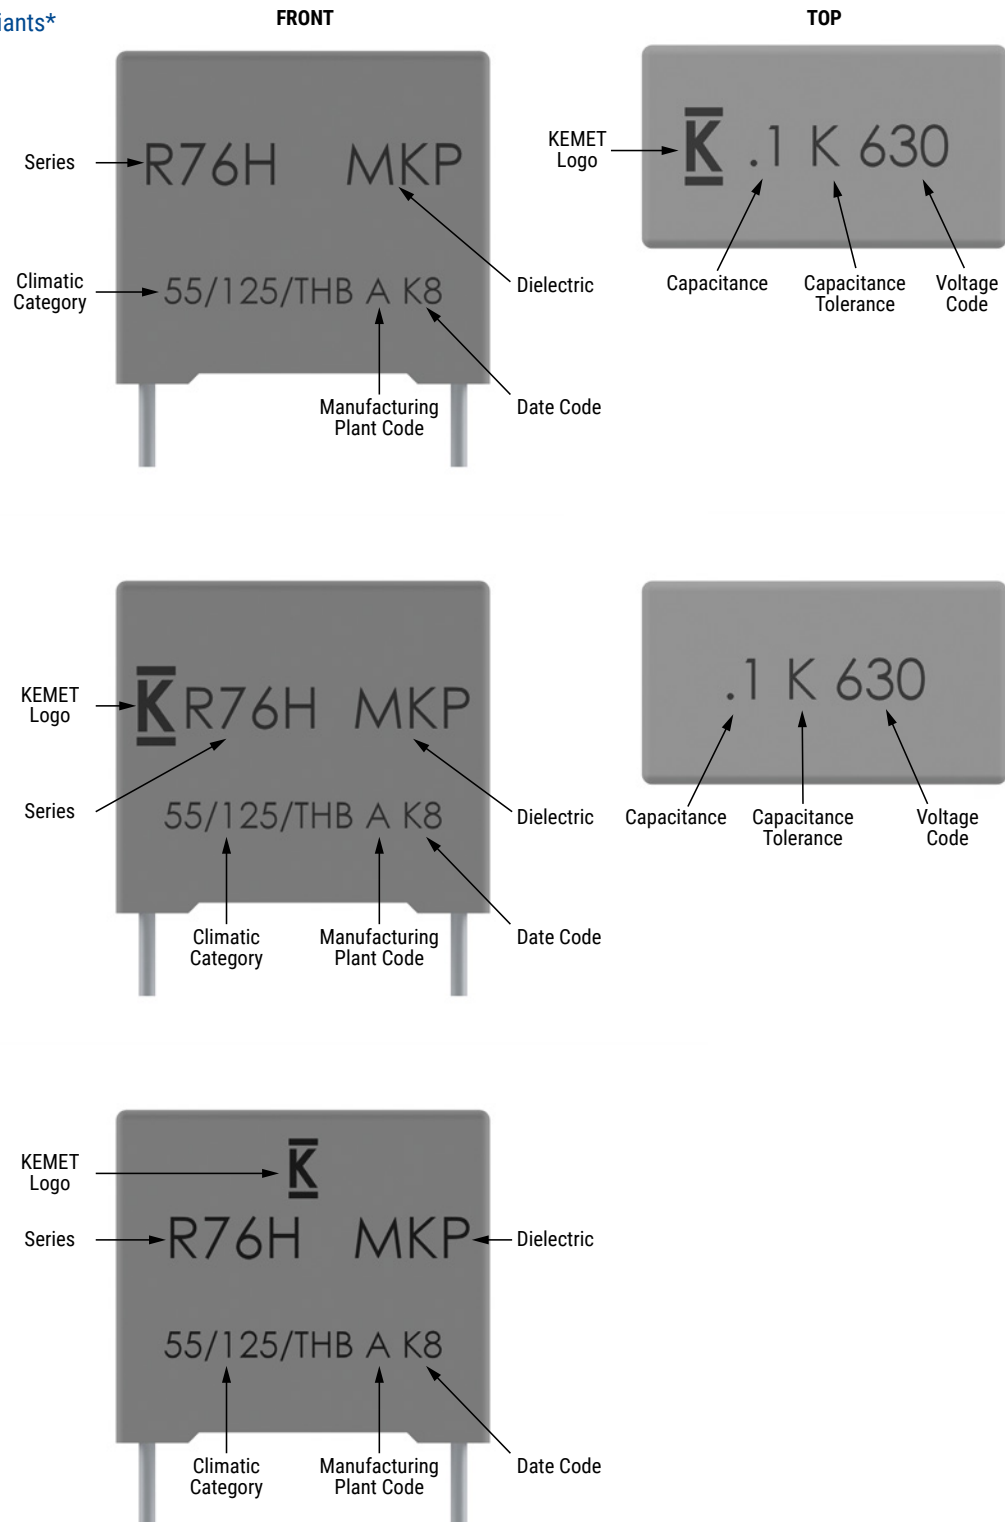 iants*
FRONT
TOP
R76H MKP
55/125/THB A K8
Series
Climatic
Category
Dielectric
Manufacturing
Plant Code
Date Code
KEMET
Logo
K .1 K 630
Capacitance
Capacitance
Tolerance
Voltage
Code
KEMET
Logo
K R76H MKP
Series
55/125/THB A K8
Dielectric
Climatic
Category
Manufacturing
Plant Code
Date Code
.1 K 630
Capacitance
Capacitance
Tolerance
Voltage
Code
KEMET
Logo
K
Series
R76H MKP
Dielectric
55/125/THB A K8
Climatic
Category
Manufacturing
Plant Code
Date Code